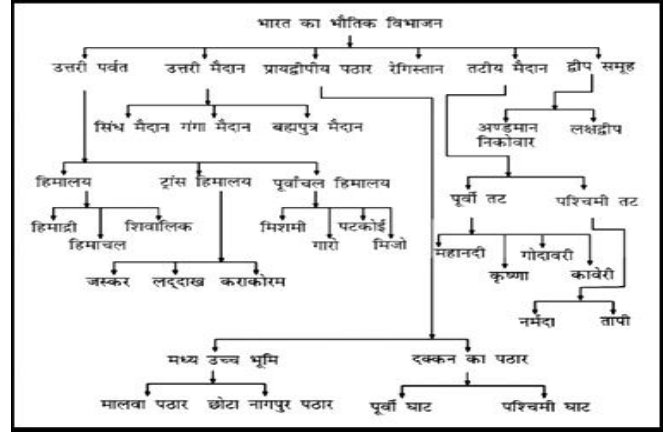 भारत का भौतिक विभाजन
उत्तरी पर्वत उत्तरी मैदान प्रायद्वीपीय पठार रेगिस्तान तटीय मैदान द्वीप समूह
सिंध मैदान गंगा मैदान बह्मपुत्र मैदान
अण्डमान निकोवार
लक्षद्वीप
हिमालय ट्रांस हिमालय पूर्वांचल हिमालय
पूर्वी तट पश्चिमी तट
हिमाद्री शिवालिक
हिमाचल
मिशमी पटकोई
गारो मिजो
महानदी गोदावरी
कृष्णा कावेरी
जस्कर लद्दाख कराकोरम
नर्मदा तापी
मध्य उच्च भूमि दक्कन का पठार
मालवा पठार छोटा नागपुर पठार पूर्वी घाट पश्चिमी घाट